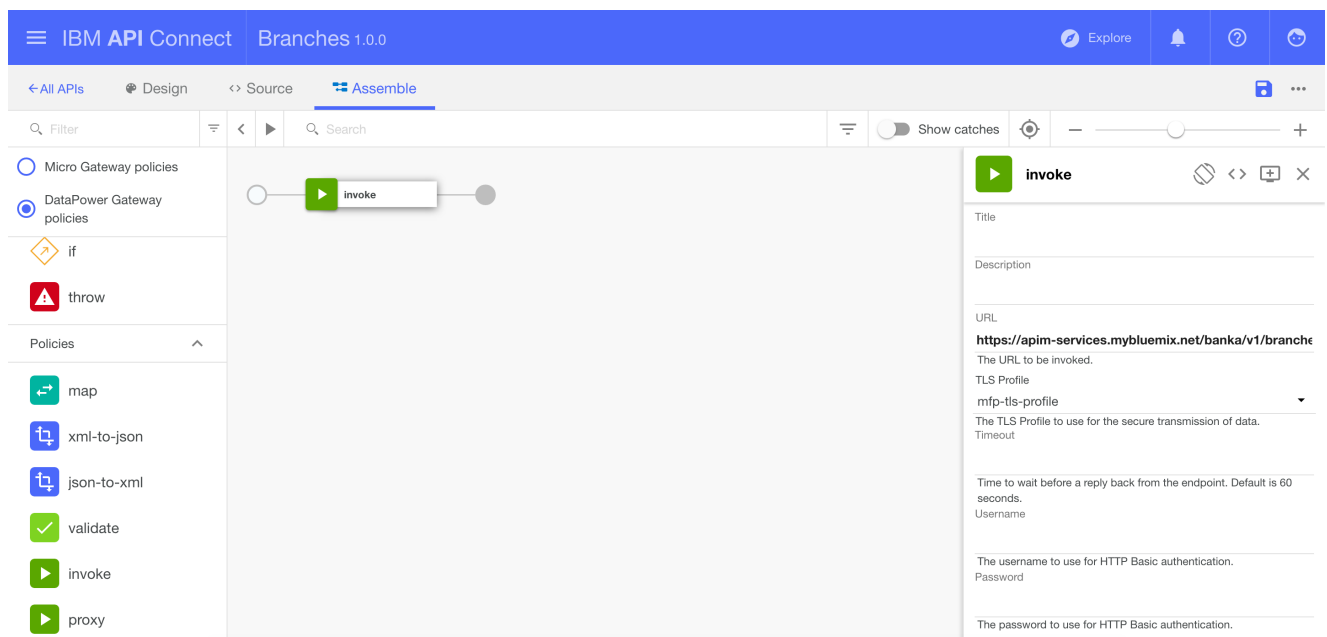 IBM API Connect
Branches 1.0.0
Explore
All APIs
Design
Source
Assemble
Filter
Search
Show catches
Micro Gateway policies
DataPower Gateway
policies
if
throw
Policies
map
xml-to-json
json-to-xml
validate
invoke
proxy
invoke
invoke
Title
Description
URL
https://apim-services.mybluemix.net/banka/v1/branche
The URL to be invoked.
TLS Profile
mfp-tls-profile
The TLS Profile to use for the secure transmission of data.
Timeout
Time to wait before a reply back from the endpoint. Default is 60
seconds.
Username
The username to use for HTTP Basic authentication.
Password
The password to use for HTTP Basic authentication.